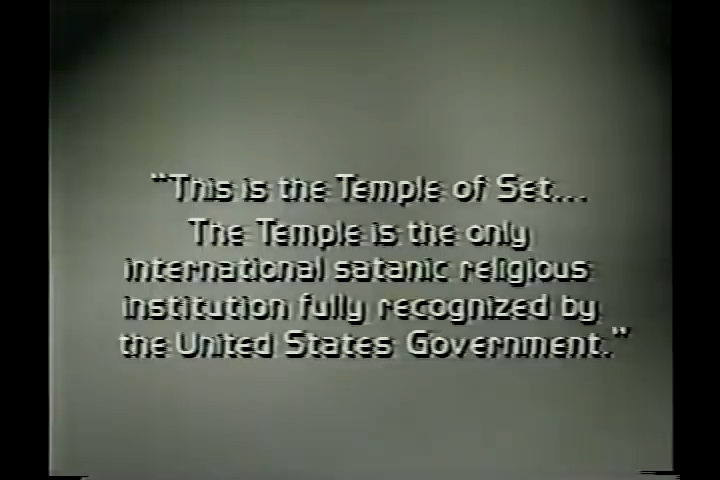 "This is the Temple of Set...
The Temple is the only
international satanic religious
institution fully recognized by
the United States Government."